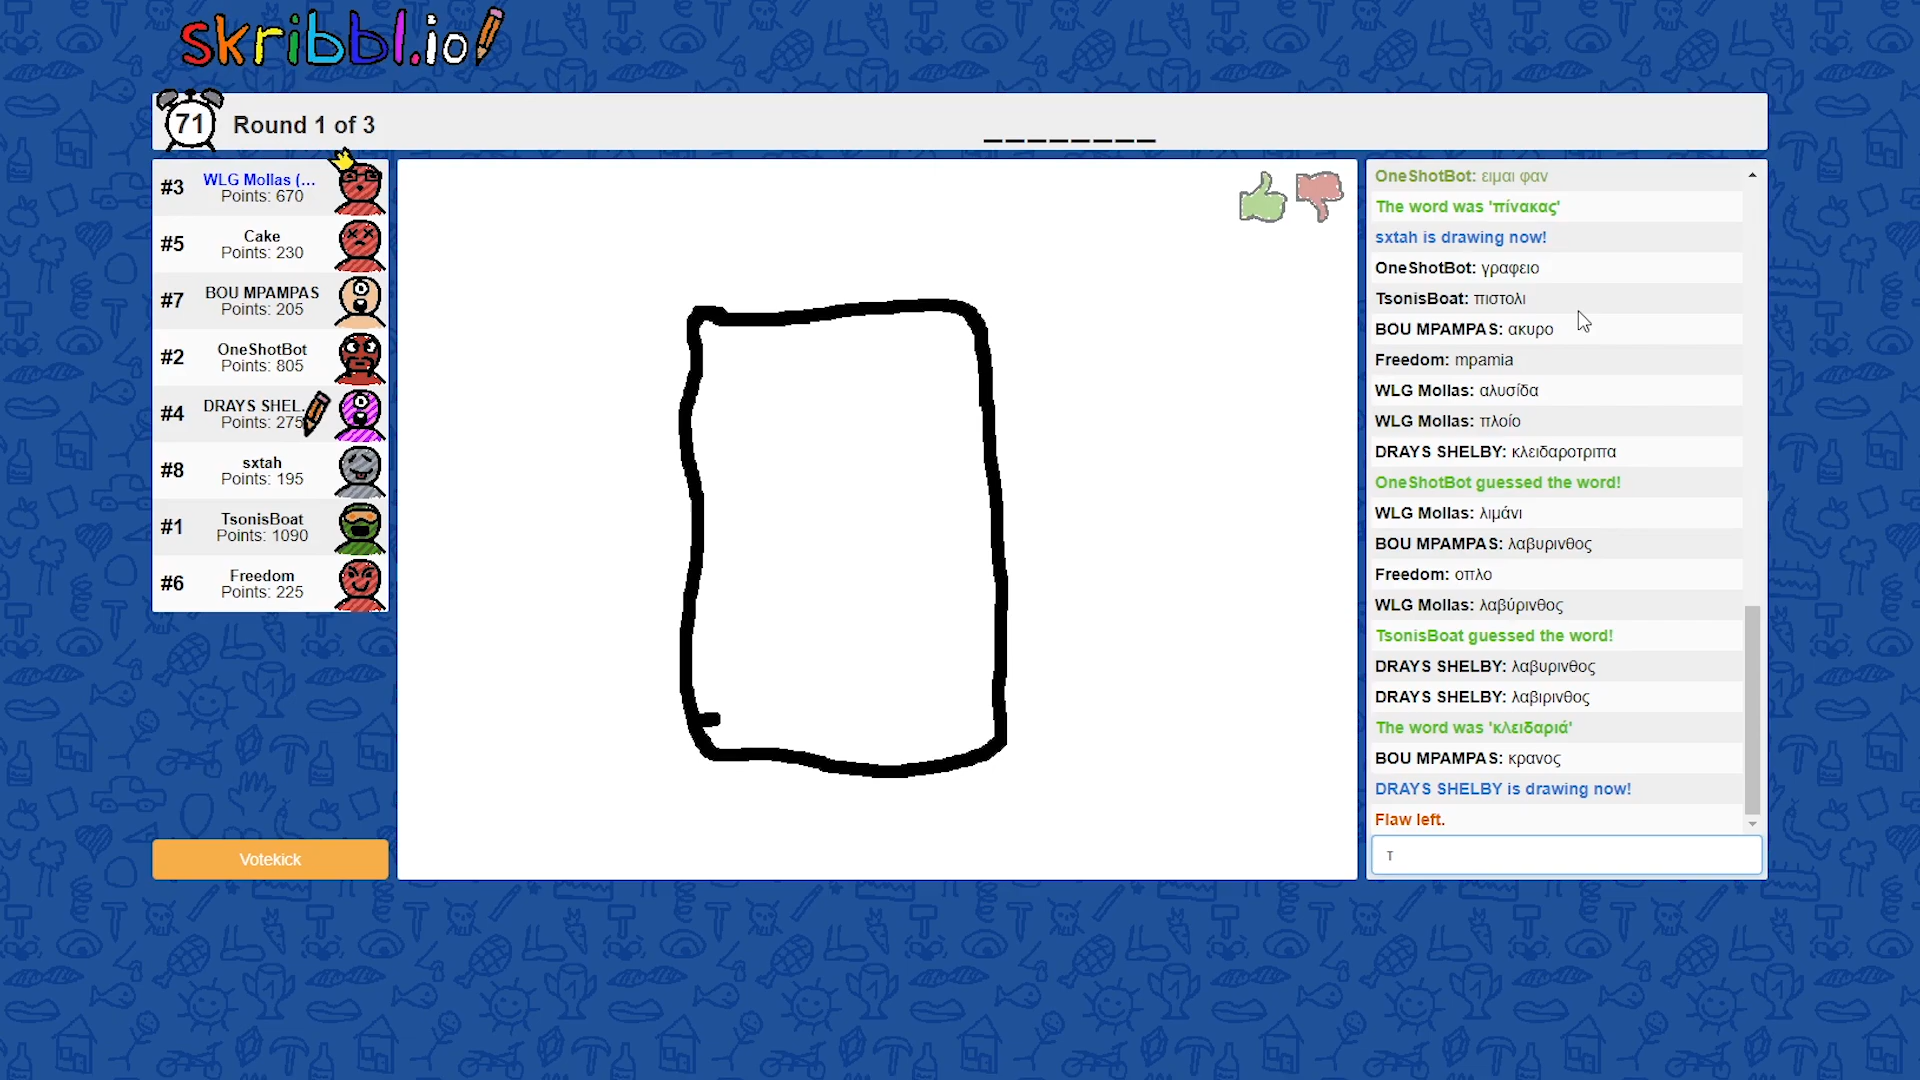 skribbl.io
71
Round 1 of 3
________
#3
WLG Mollas (...
Points: 670
#5
Cake
Points: 230
#7
BOU MPAMPAS
Points: 205
#2
OneShotBot
Points: 805
#4
DRAYS SHEL..
Points: 275
#8
sxtah
Points: 195
#1
TsonisBoat
Points: 1090
#6
Freedom
Points: 225
Votekick
OneShotBot: ειμαι φαν
The word was 'πίνακας'
sxtah is drawing now!
OneShotBot: γραφειο
TsonisBoat: πιστολι
BOU MPAMPAS: ακυρο
Freedom: mpamia
WLG Mollas: αλυσίδα
WLG Mollas: πλοίο
DRAYS SHELBY: κλειδαροτριπα
OneShotBot guessed the word!
WLG Mollas: λιμάνι
BOU MPAMPAS: λαβυρινθος
Freedom: οπλο
WLG Mollas: λαβύρινθος
TsonisBoat guessed the word!
DRAYS SHELBY: λαβυρινθος
DRAYS SHELBY: λαβιρινθος
The word was 'κλειδαριά'
BOU MPAMPAS: κρανος
DRAYS SHELBY is drawing now!
Flaw left.
τ